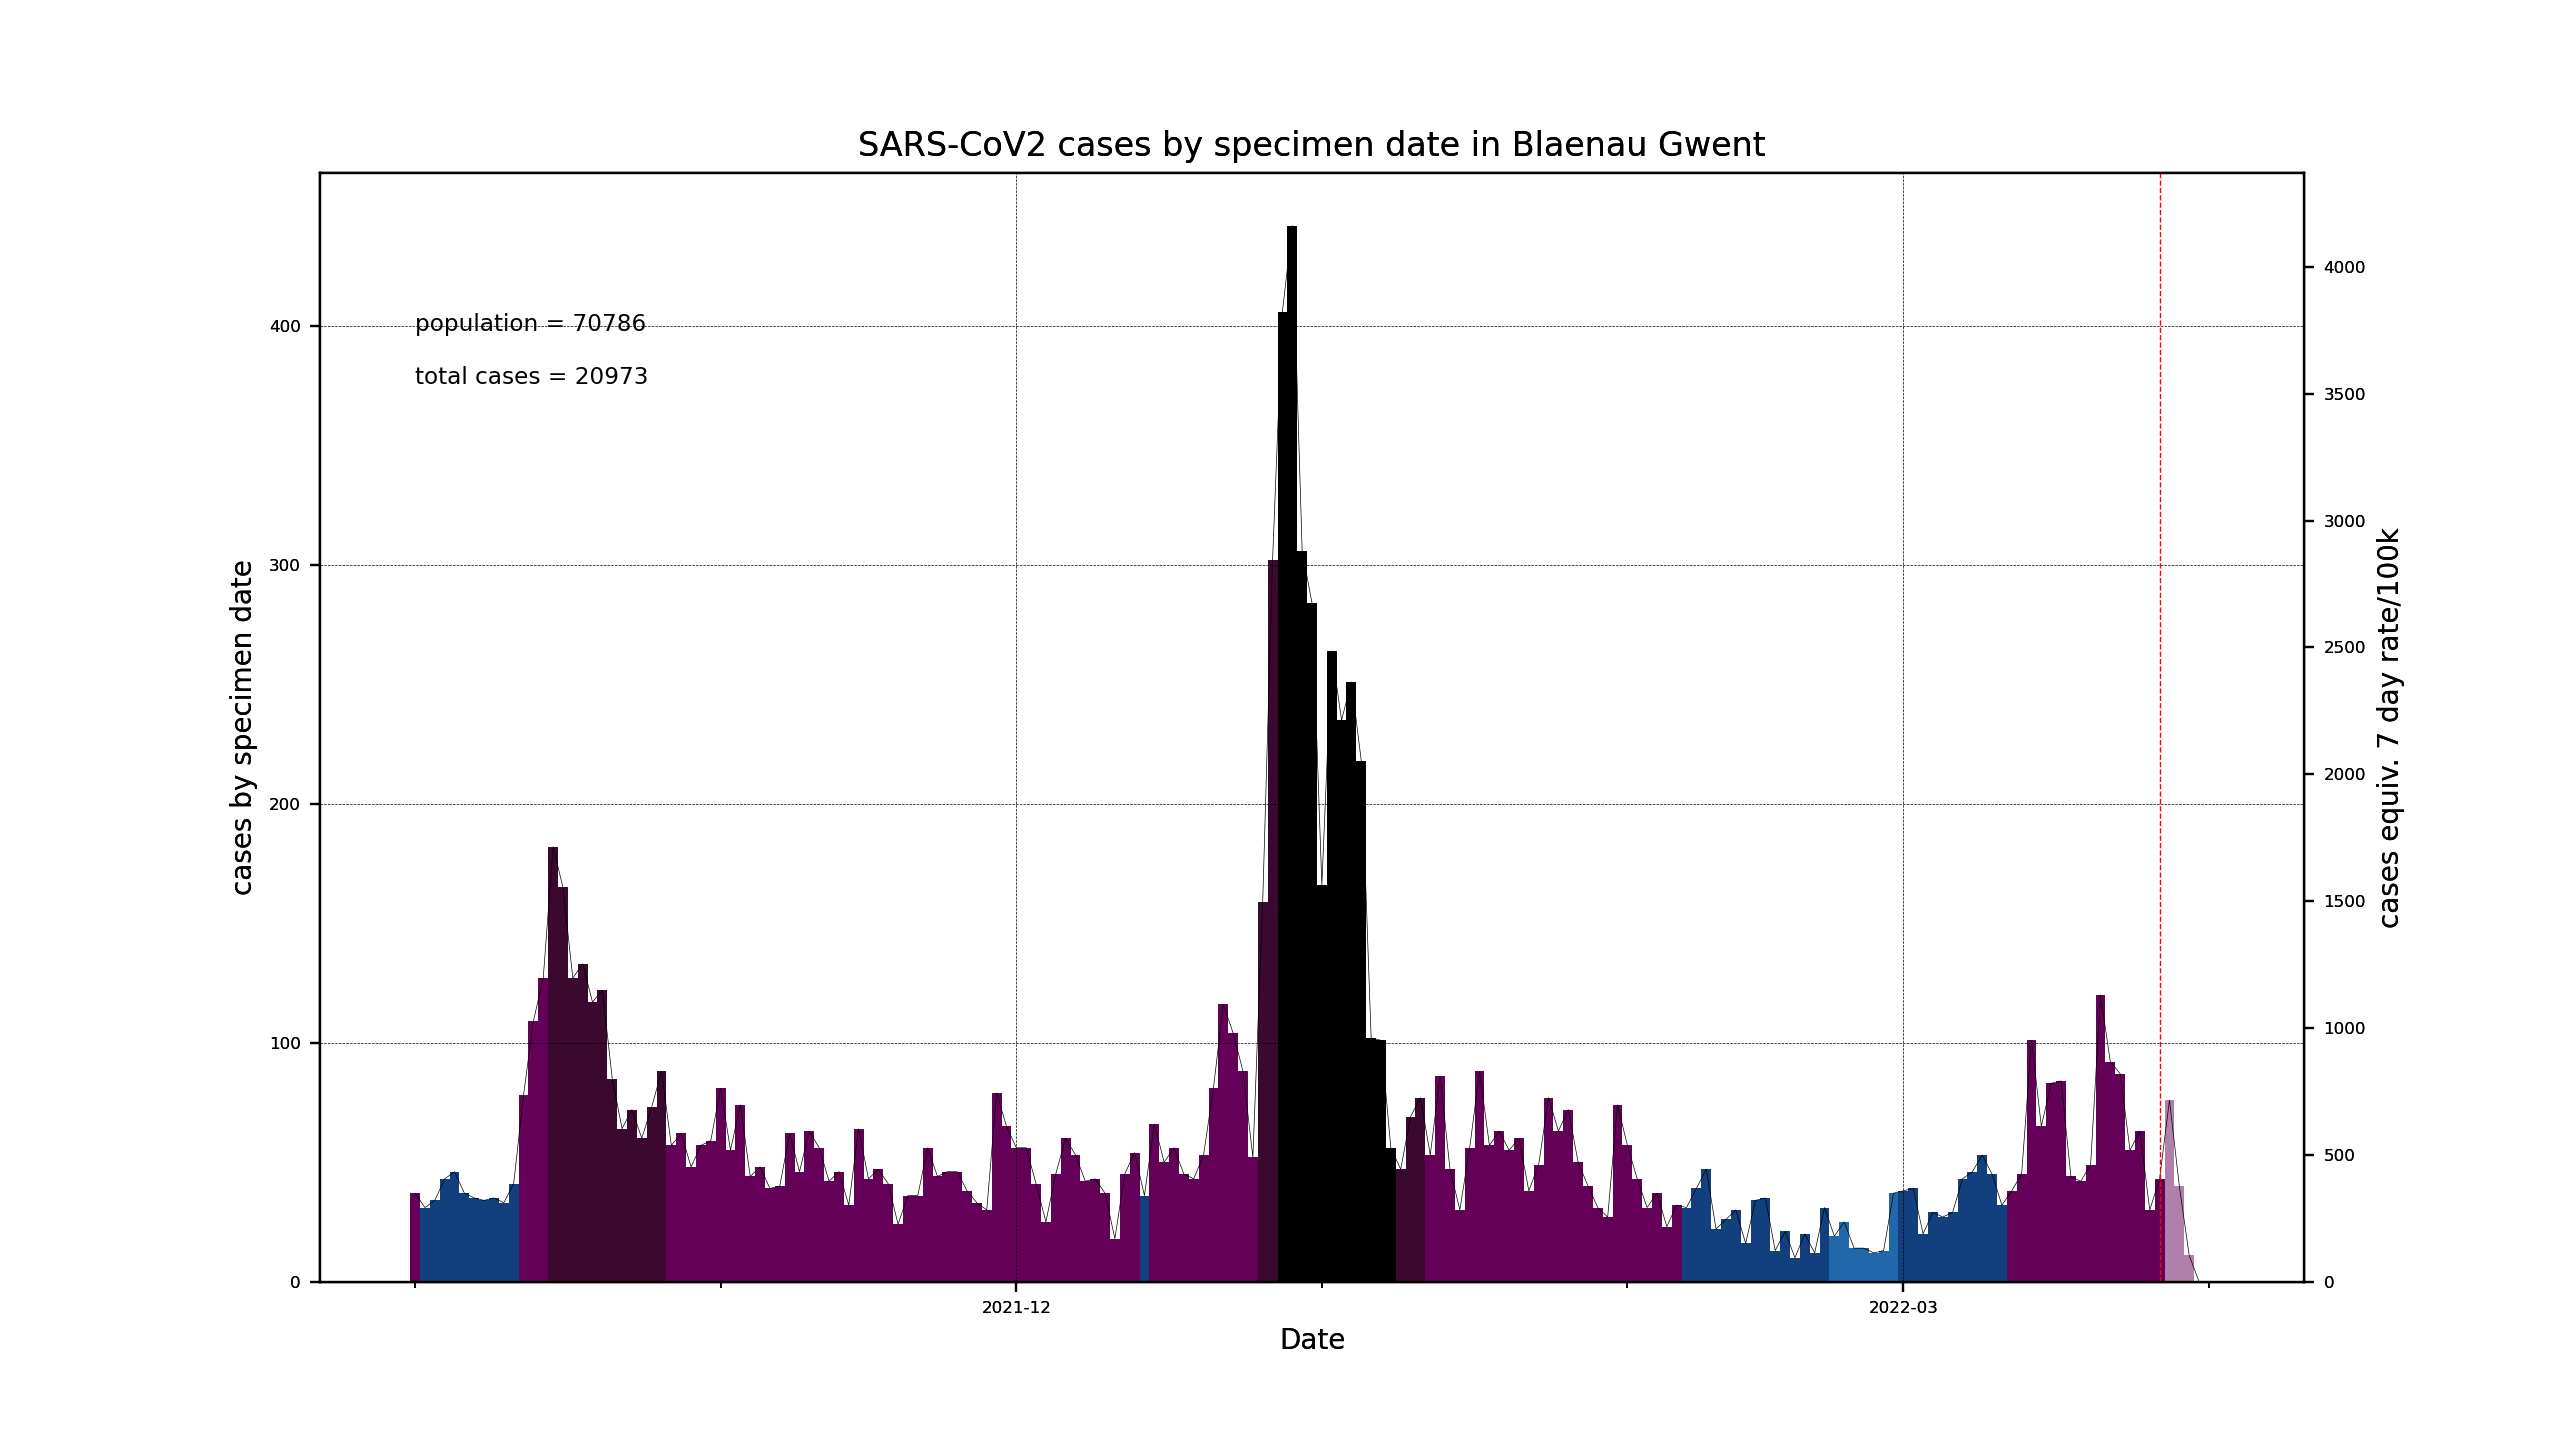 SARS-CoV2 cases by specimen date in Blaenau Gwent
population = 70786
total cases = 20973
cases by specimen date
400
300
200
100
0
4000
3500
3000
2500
2000
1500
1000
500
0
cases equiv. 7 day rate/100k
2021-12
2022-03
Date